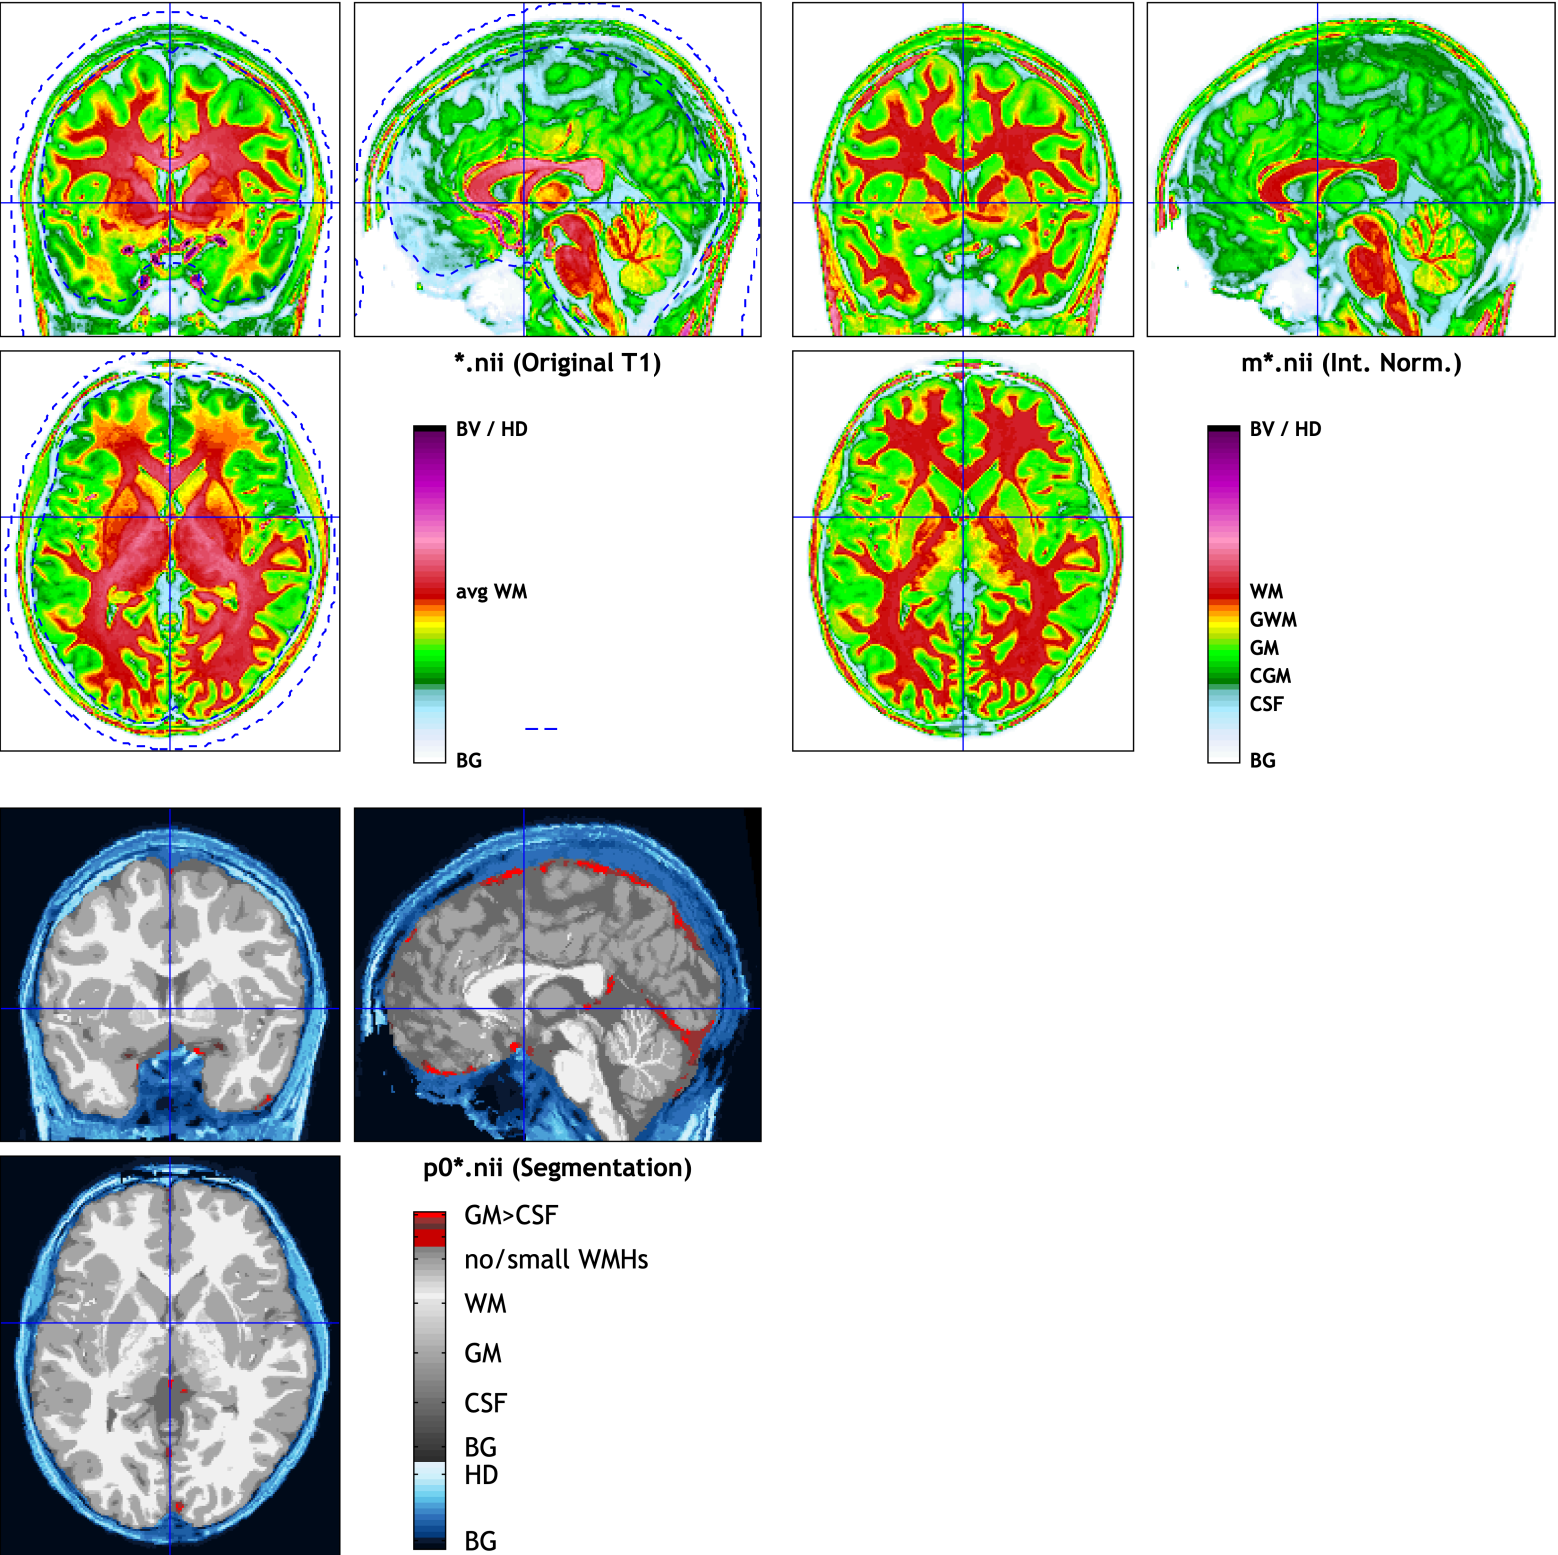 *.nii (Original T1)
BV / HD
avg WM
BG
m*.nii (Int. Norm.)
BV / HD
WM
GWM
GM
CGM
CSF
BG
p0*.nii (Segmentation)
GM>CSF
no/small WMHs
WM
GM
CSF
BG
HD
BG